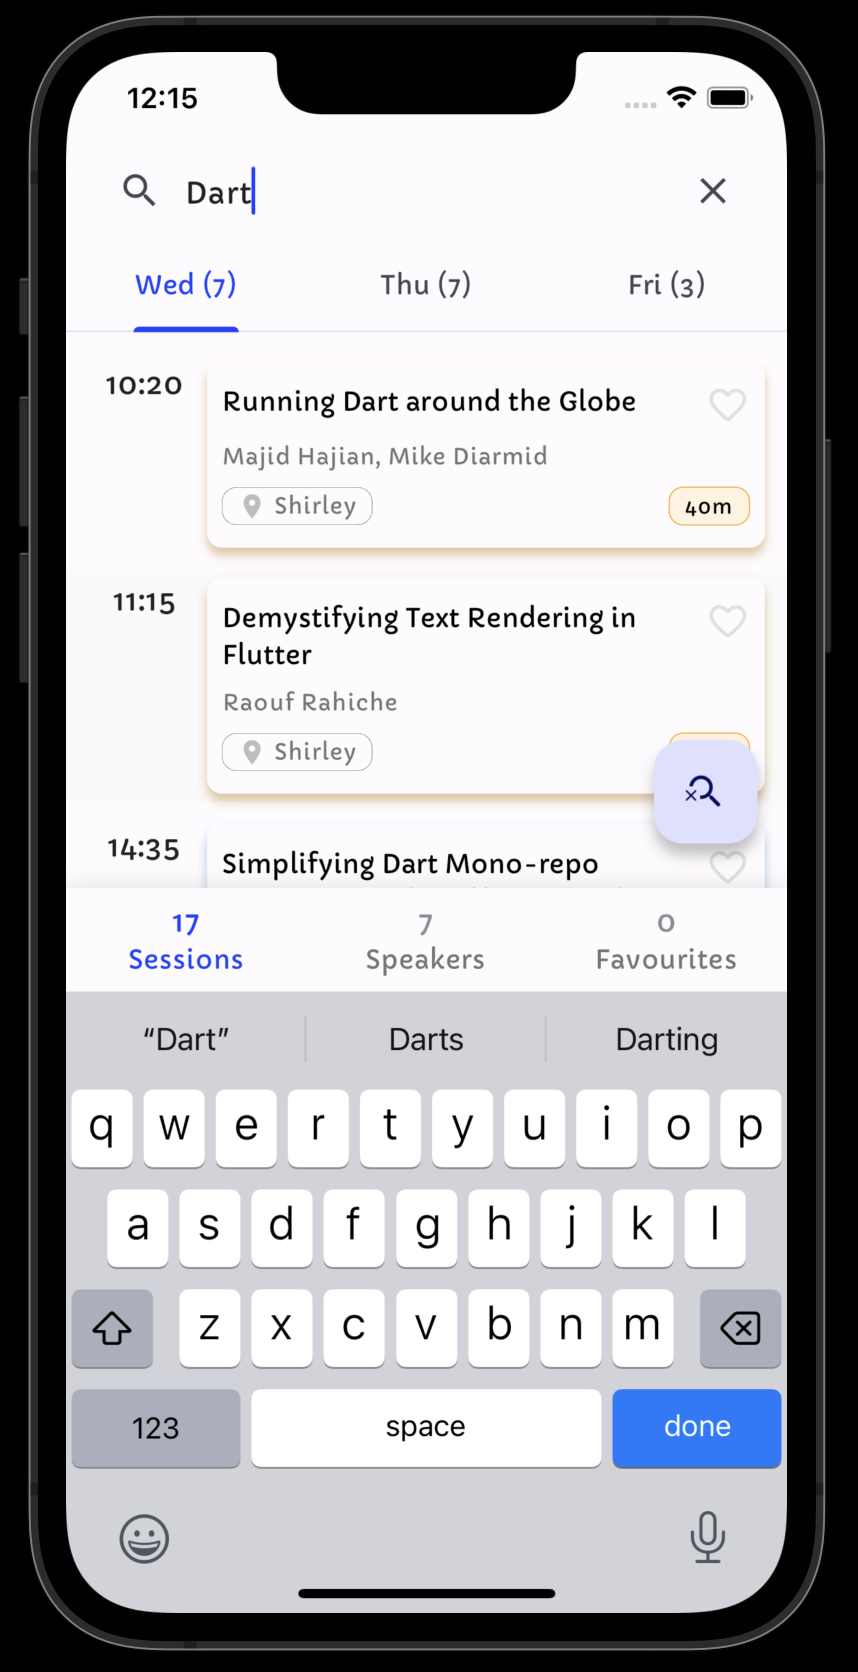 12:15
Dart
Wed (7) Thu (7) Fri (3)
10:20
Running Dart around the Globe
Majid Hajian, Mike Diarmid
Shirley 40m
11:15
Demystifying Text Rendering in
Flutter
Raouf Rahiche
Shirley
14:35
Simplifying Dart Mono-repo
17 7 0
Sessions Speakers Favourites
“Dart” Darts Darting
q w e r t y u i o p
a s d f g h j k l
z x c v b n m
123 space done